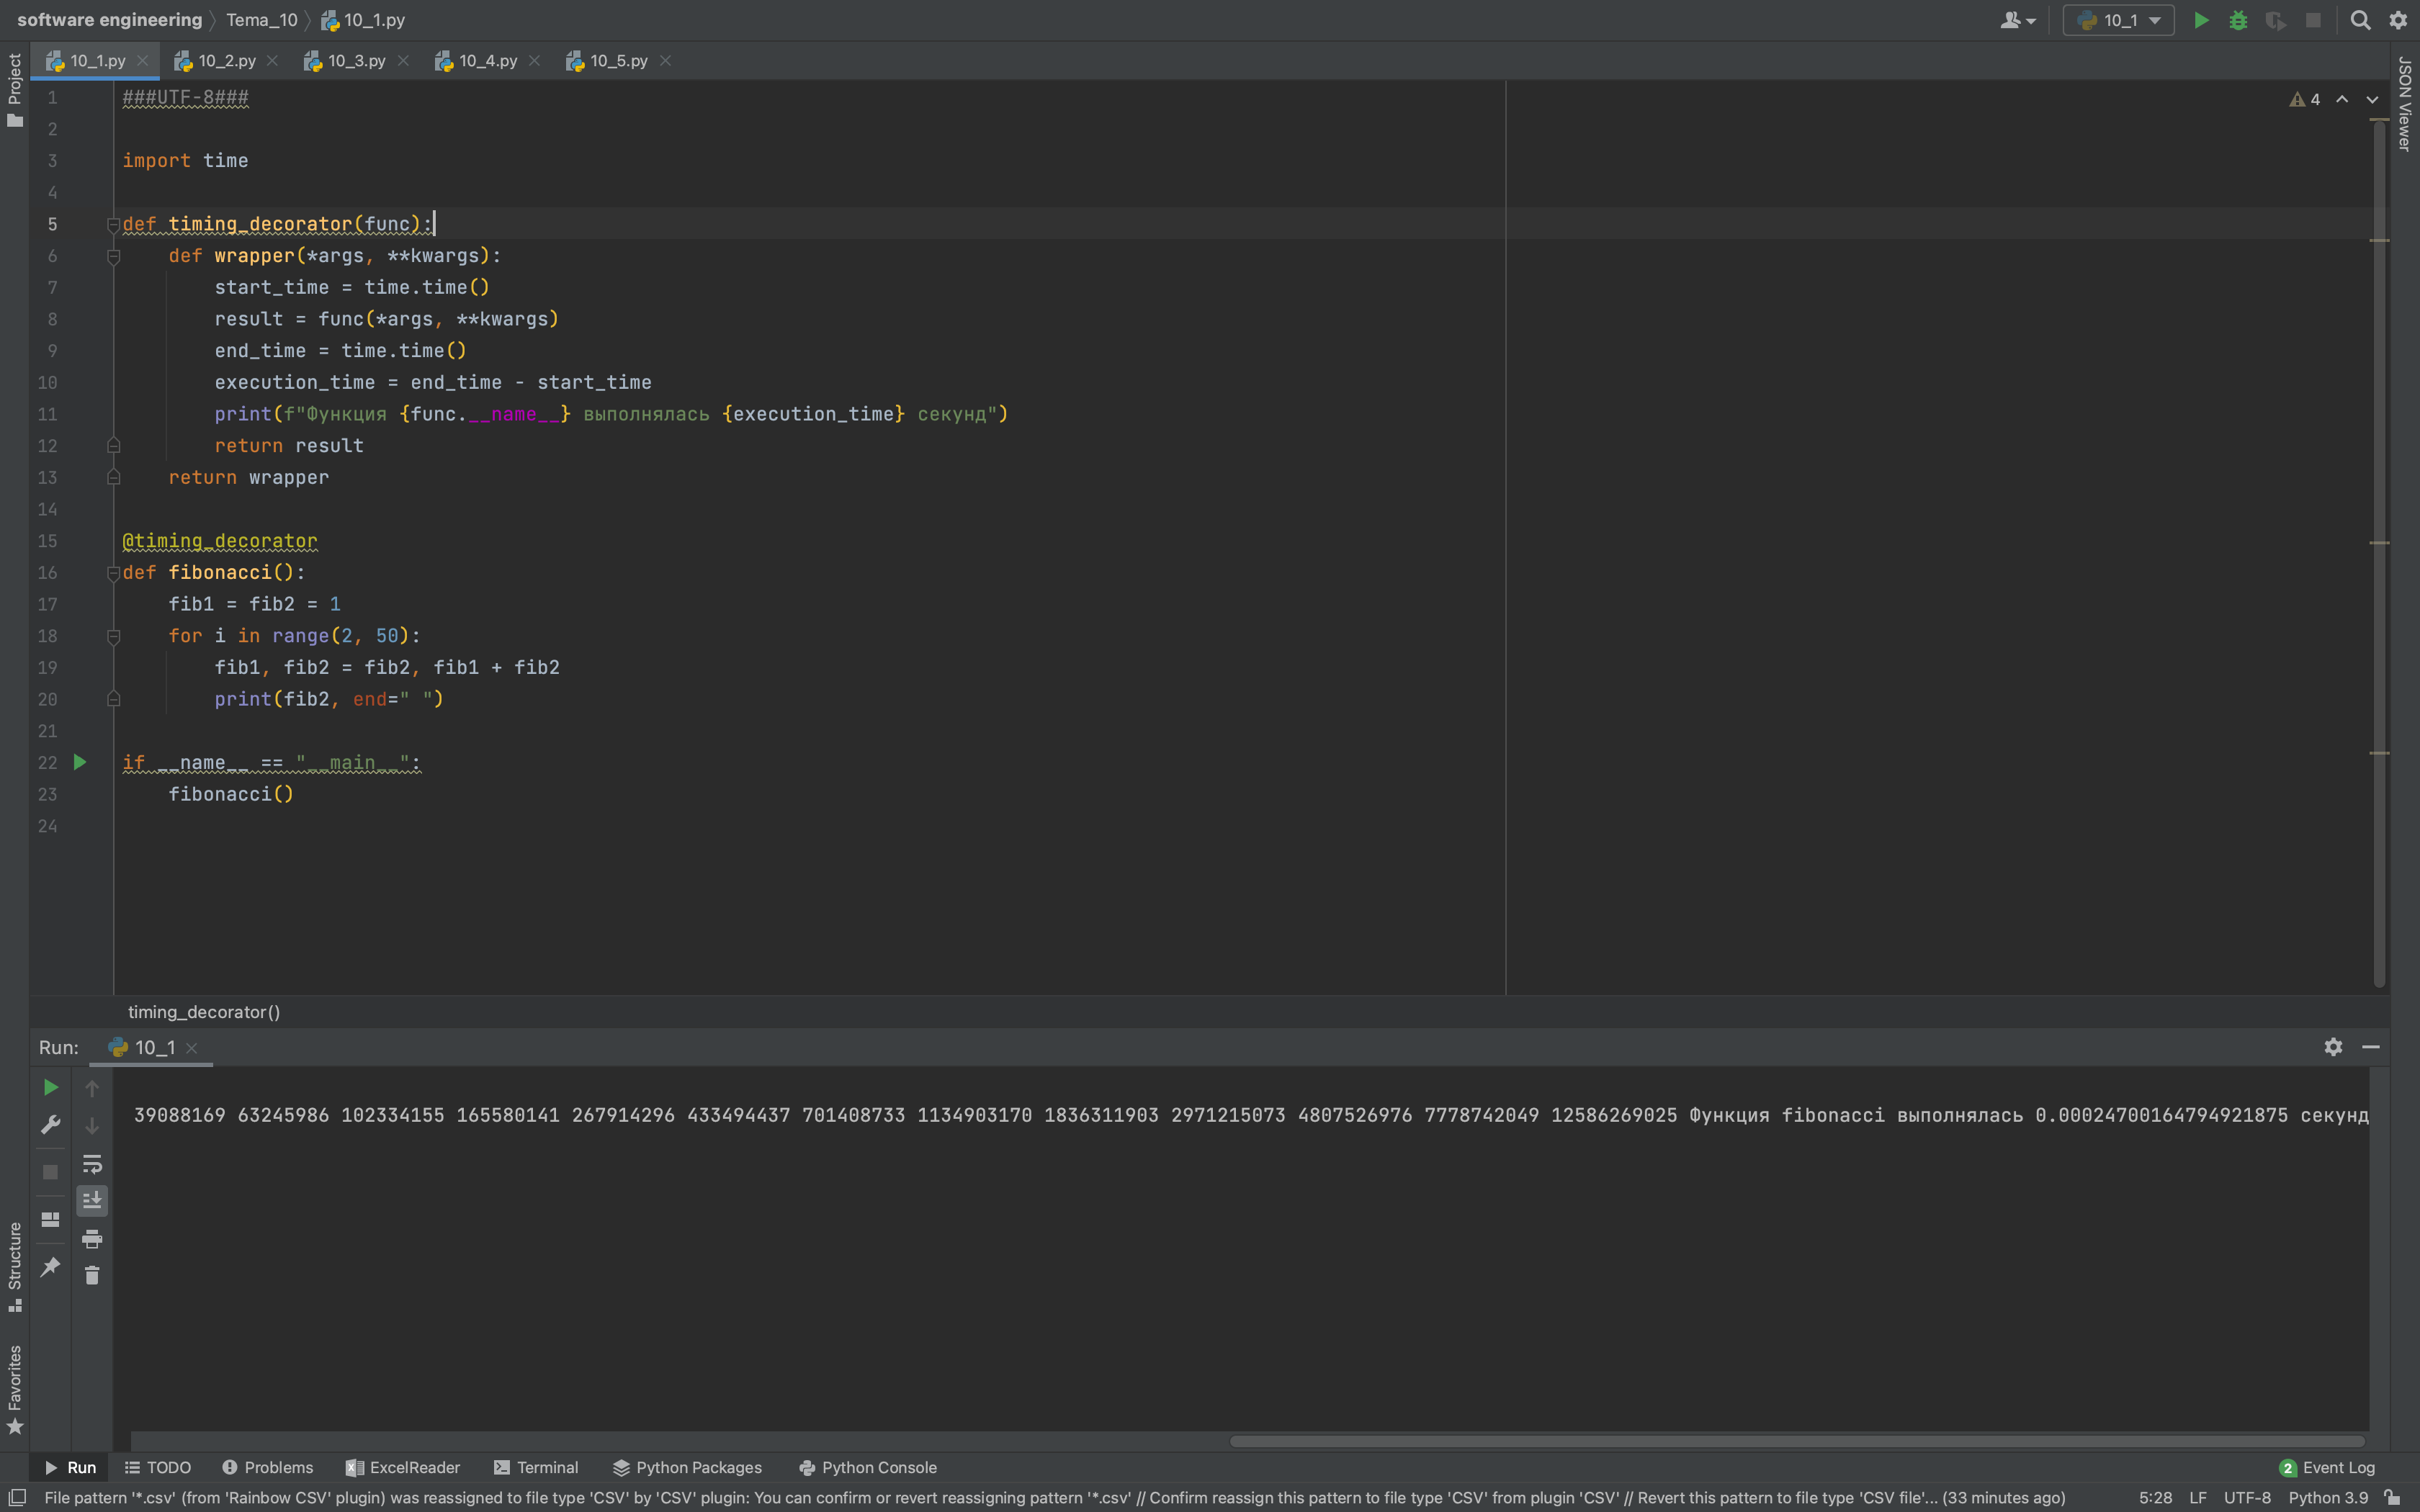 software engineering Tema_10 10_1.py 10_1
10_1.py 10_2.py 10_3.py 10_4.py 10_5.py
Project
JSON Viewer
4
1 ###UTF-8###
2
3 import time
4
5 def timing_decorator(func):
6 def wrapper(*args, **kwargs):
7 start_time = time.time()
8 result = func(*args, **kwargs)
9 end_time = time.time()
10 execution_time = end_time - start_time
11 print(f"Функция {func.__name__} выполнялась {execution_time} секунд")
12 return result
13 return wrapper
14
15 @timing_decorator
16 def fibonacci():
17 fib1 = fib2 = 1
18 for i in range(2, 50):
19 fib1, fib2 = fib2, fib1 + fib2
20 print(fib2, end=" ")
21
22 if __name__ == "__main__":
23 fibonacci()
24
timing_decorator()
Run: 10_1
39088169 63245986 102334155 165580141 267914296 433494437 701408733 1134903170 1836311903 2971215073 4807526976 7778742049 12586269025 Функция fibonacci выполнялась 0.00024700164794921875 секунд
Structure
Favorites
Run TODO Problems ExcelReader Terminal Python Packages Python Console 2 Event Log
File pattern '*.csv' (from 'Rainbow CSV' plugin) was reassigned to file type 'CSV' by 'CSV' plugin: You can confirm or revert reassigning pattern '*.csv' // Confirm reassign this pattern to file type 'CSV' from plugin 'CSV' // Revert this pattern to file type 'CSV file'... (33 minutes ago) 5:28 LF UTF-8 Python 3.9